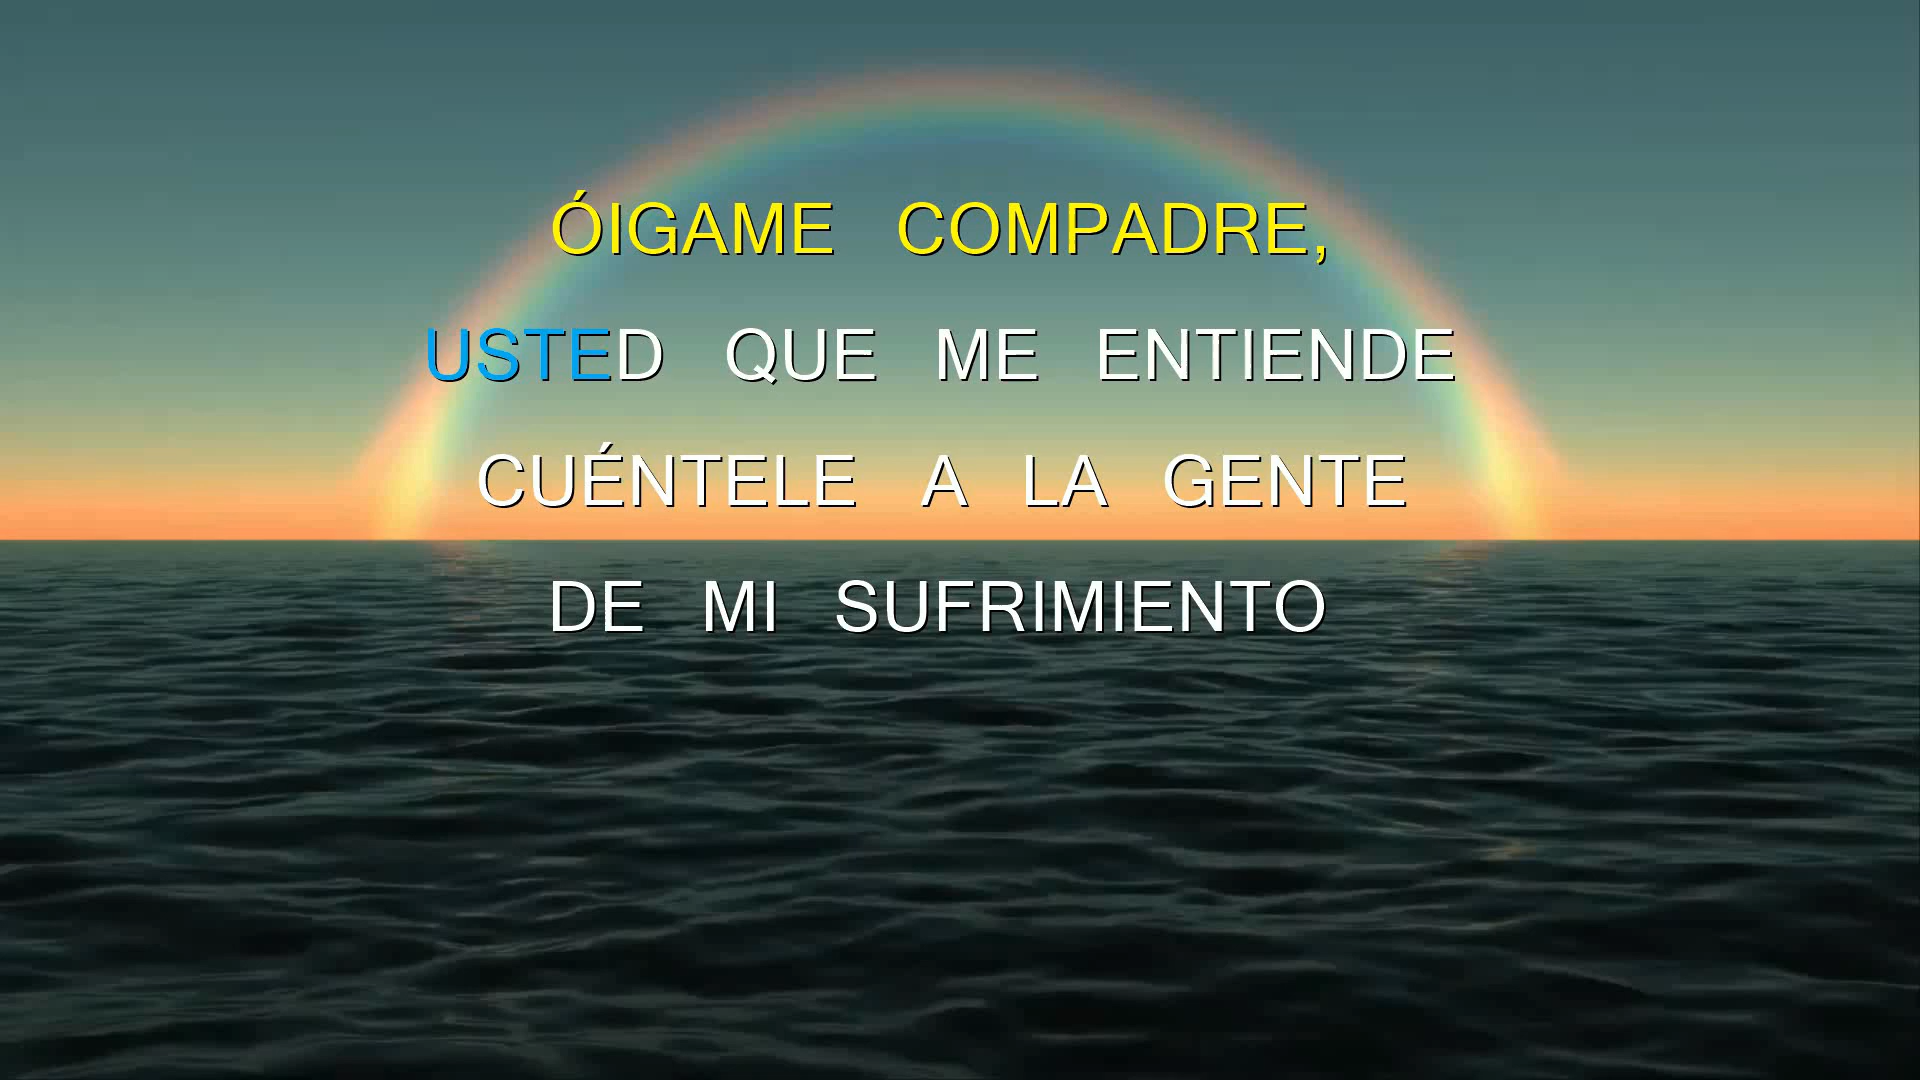 ÓIGAME COMPADRE,
USTED QUE ME ENTIENDE
CUÉNTELE A LA GENTE
DE MI SUFRIMIENTO